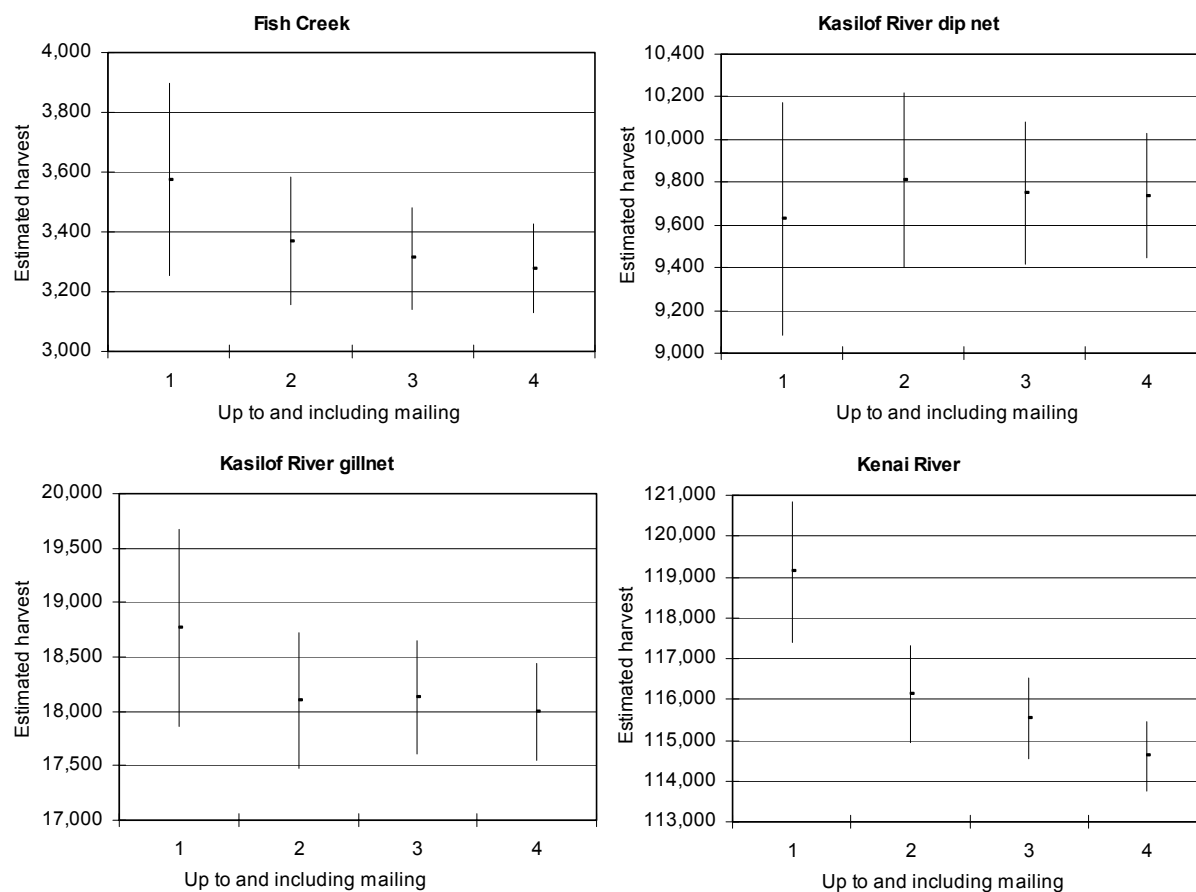 Fish Creek
4,000
3,800
3,600
3,400
3,200
3,000
Estimated harvest
1 2 3 4
Up to and including mailing
Kasilof River dip net
10,400
10,200
10,000
9,800
9,600
9,400
9,200
9,000
Estimated harvest
1 2 3 4
Up to and including mailing
Kasilof River gillnet
20,000
19,500
19,000
18,500
18,000
17,500
17,000
Estimated harvest
1 2 3 4
Up to and including mailing
Kenai River
121,000
120,000
119,000
118,000
117,000
116,000
115,000
114,000
113,000
Estimated harvest
1 2 3 4
Up to and including mailing